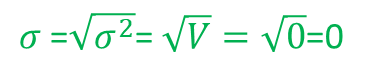 σ =√σ²= √V = √0=0